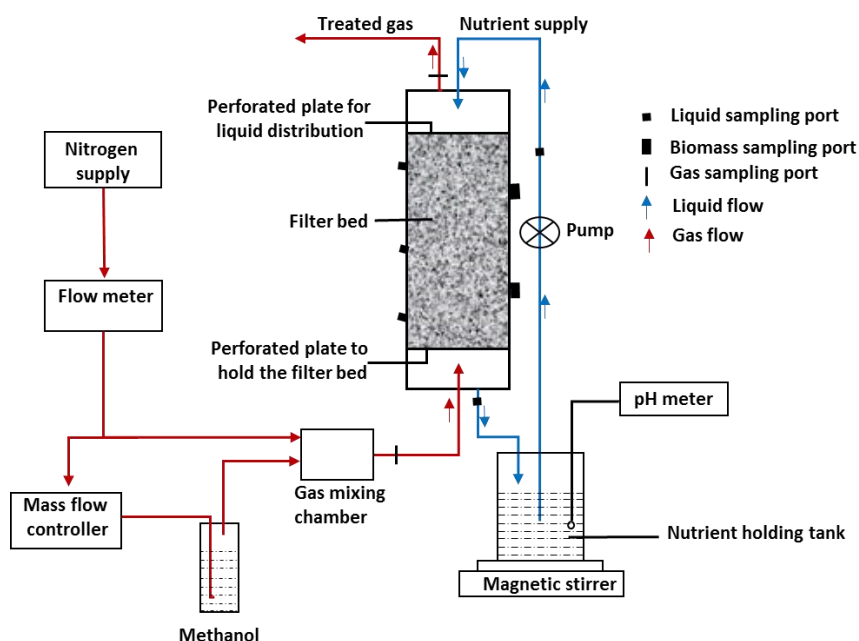 Treated gas
Nutrient supply
Perforated plate for
liquid distribution
Liquid sampling port
Biomass sampling port
Gas sampling port
Liquid flow
Gas flow
Nitrogen
supply
Filter bed
Pump
Flow meter
Perforated plate to
hold the filter bed
pH meter
Gas mixing
chamber
Mass flow
controller
Nutrient holding tank
Magnetic stirrer
Methanol